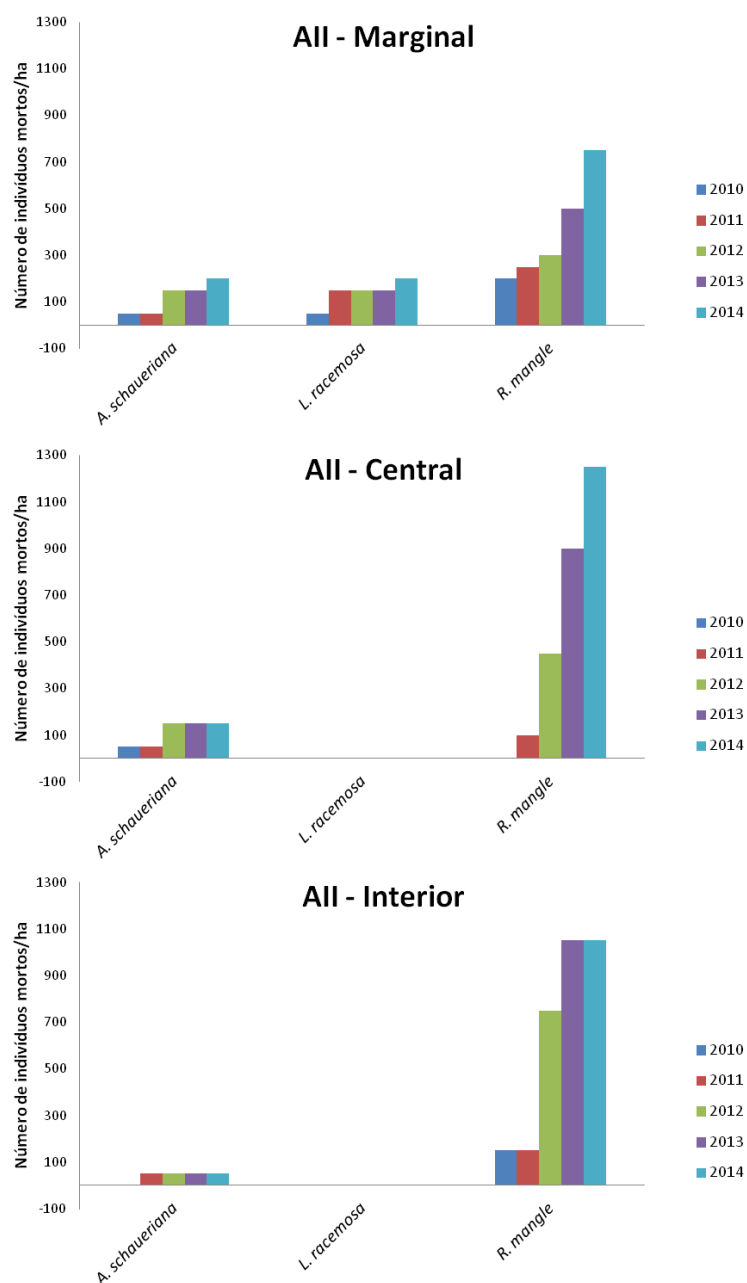 AII - Marginal
Número de indivíduos mortos/ha
1300
1100
900
700
500
300
100
-100
A. schaueriana
L. racemosa
R. mangle
2010
2011
2012
2013
2014
AII - Central
Número de indivíduos mortos/ha
1300
1100
900
700
500
300
100
-100
A. schaueriana
L. racemosa
R. mangle
2010
2011
2012
2013
2014
AII - Interior
Número de indivíduos mortos/ha
1300
1100
900
700
500
300
100
-100
A. schaueriana
L. racemosa
R. mangle
2010
2011
2012
2013
2014